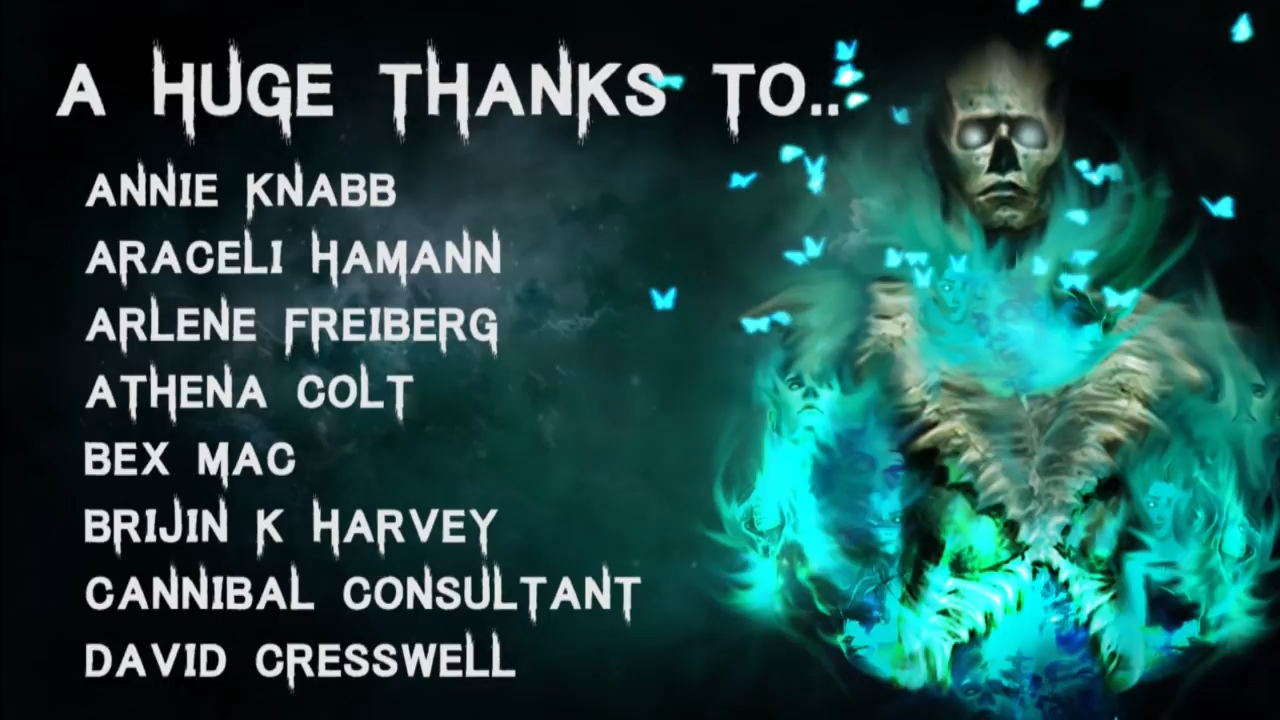 A HUGE THANKS TO..
ANNIE KNABB
ARACELI HAMANN
ARLENE FREIBERG
ATHENA COLT
BEX MAC
BRIJIN K HARVEY
CANNIBAL CONSULTANT
DAVID CRESSWELL